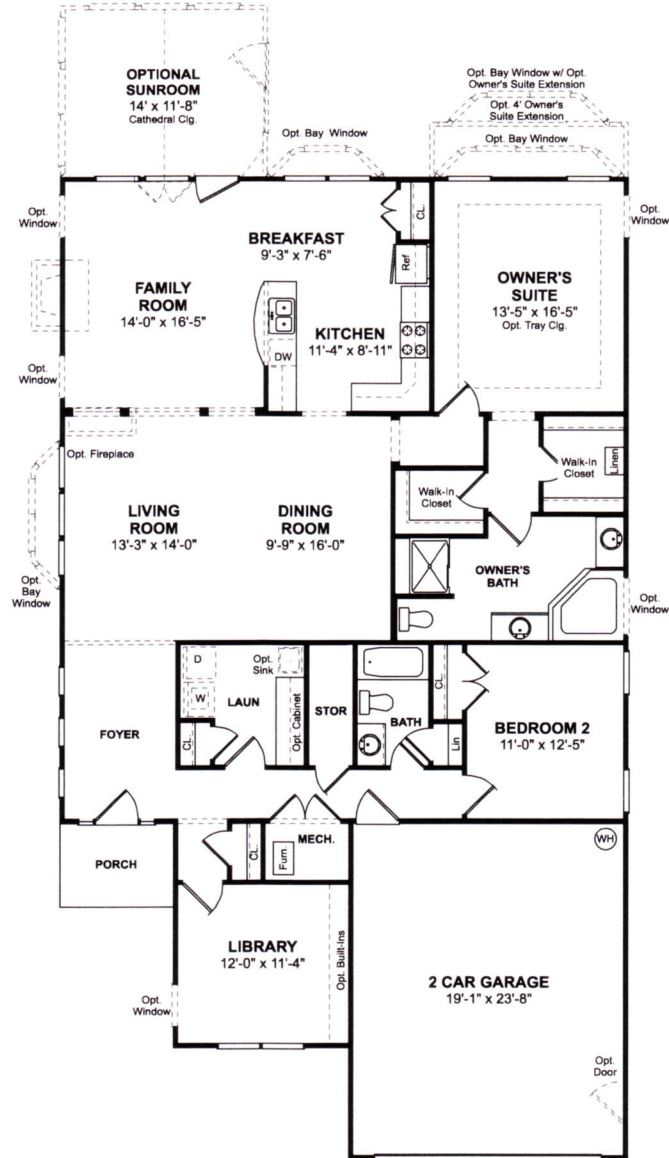 OPTIONAL
SUNROOM
14' x 11'-8"
Cathedral Clg.
Opt. Bay Window w/ Opt.
Owner's Suite Extension
Opt. 4' Owner's
Suite Extension
Opt. Bay Window
Opt. Bay Window
Opt.
Window
BREAKFAST
9'-3" x 7'-6"
CL.
Opt.
Window
Ref
FAMILY
ROOM
14'-0" x 16'-5"
OWNER'S
SUITE
13'-5" x 16'-5"
Opt. Tray Clg.
KITCHEN
11'-4" x 8'-11"
DW
Opt.
Window
Opt. Fireplace
Walk-In
Closet
Linen
Walk-In
Closet
LIVING
ROOM
13'-3" x 14'-0"
DINING
ROOM
9'-9" x 16'-0"
OWNER'S
BATH
Opt.
Bay
Window
Opt.
Window
D
Opt.
Sink
W
LAUN
Opt. Cabinet
CL.
STOR
BATH
CL.
Lin
BEDROOM 2
11'-0" x 12'-5"
FOYER
PORCH
CL.
MECH.
Furn.
WH
LIBRARY
12'-0" x 11'-4"
Opt. Built-Ins
Opt.
Window
2 CAR GARAGE
19'-1" x 23'-8"
Opt.
Door